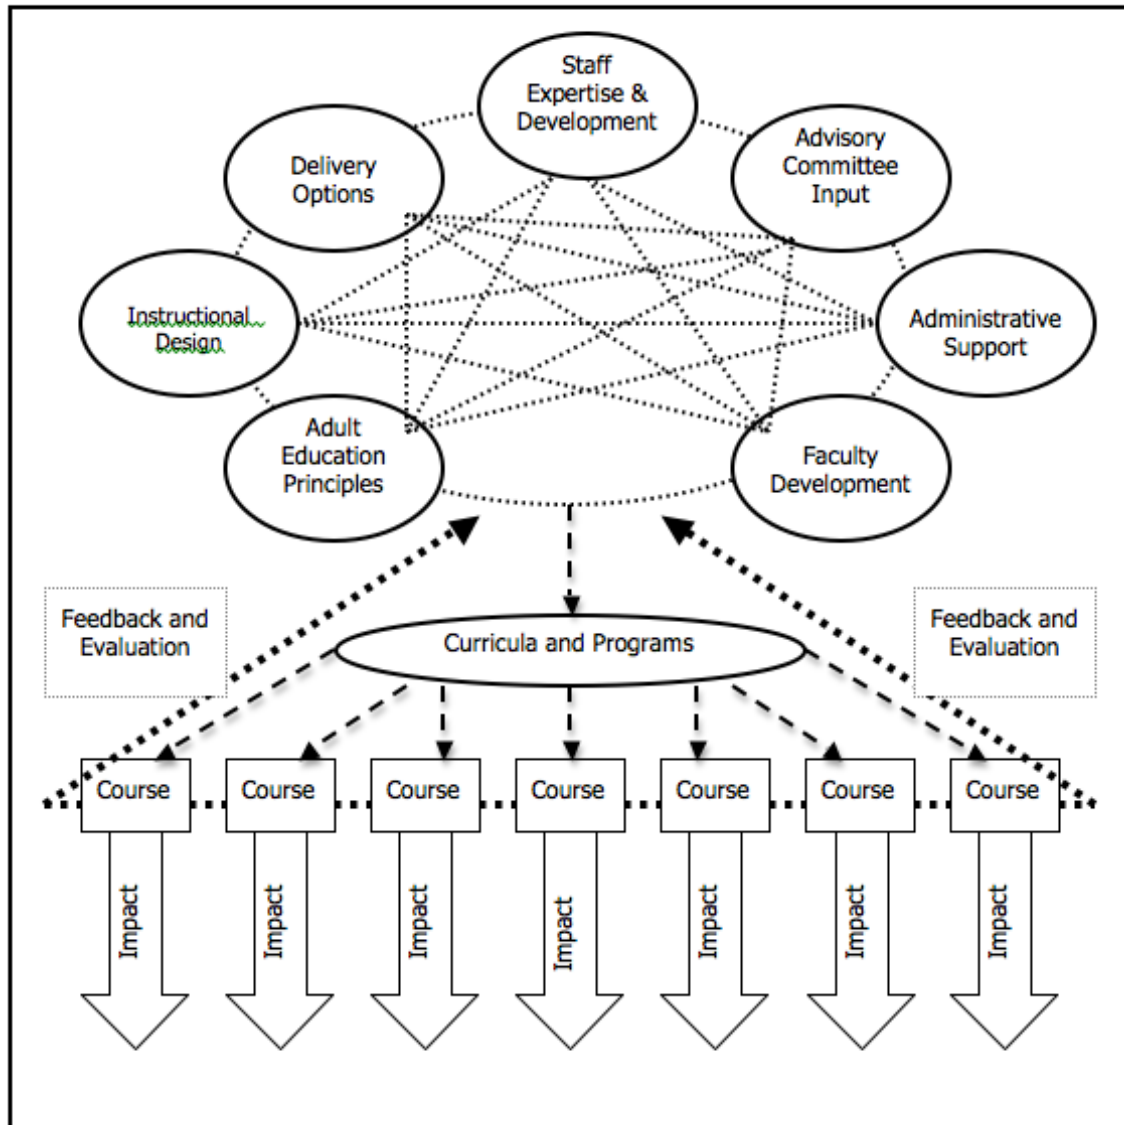 Staff
Expertise &
Development
Delivery
Options
Advisory
Committee
Input
Instructional
Design
Administrative
Support
Adult
Education
Principles
Faculty
Development
Feedback and
Evaluation
Curricula and Programs
Feedback and
Evaluation
Course
Course
Course
Course
Course
Course
Course
Impact
Impact
Impact
Impact
Impact
Impact
Impact